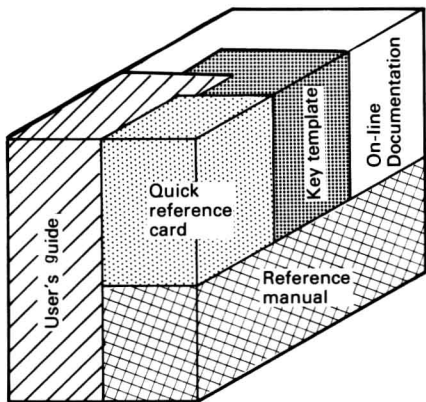 User's guide
Quick
reference
card
Key template
On-line
Documentation
Reference
manual